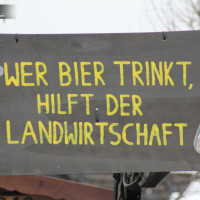 WER BIER TRINKT,
HILFT DER
LANDWIRTSCHAFT